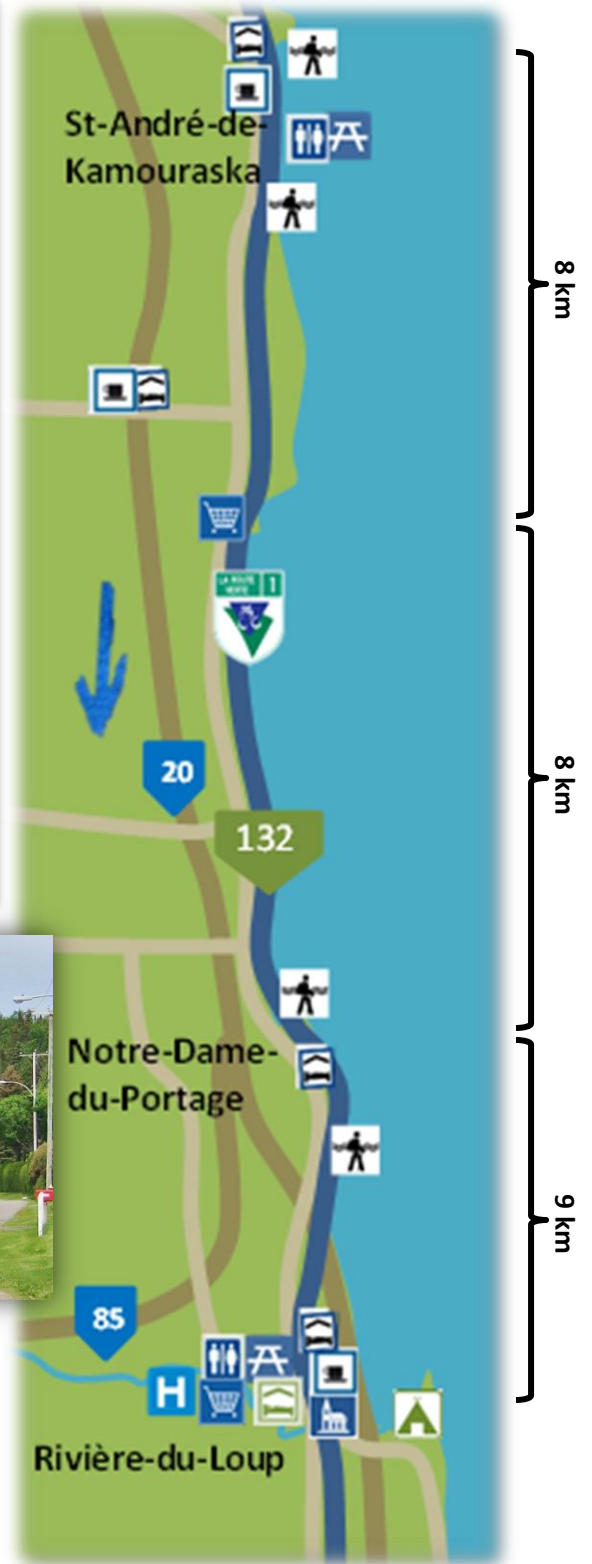 St-André-de-
Kamouraska
8 km
LA ROUTE VERTE 1
20
8 km
132
Notre-Dame-
du-Portage
9 km
85
H
Rivière-du-Loup